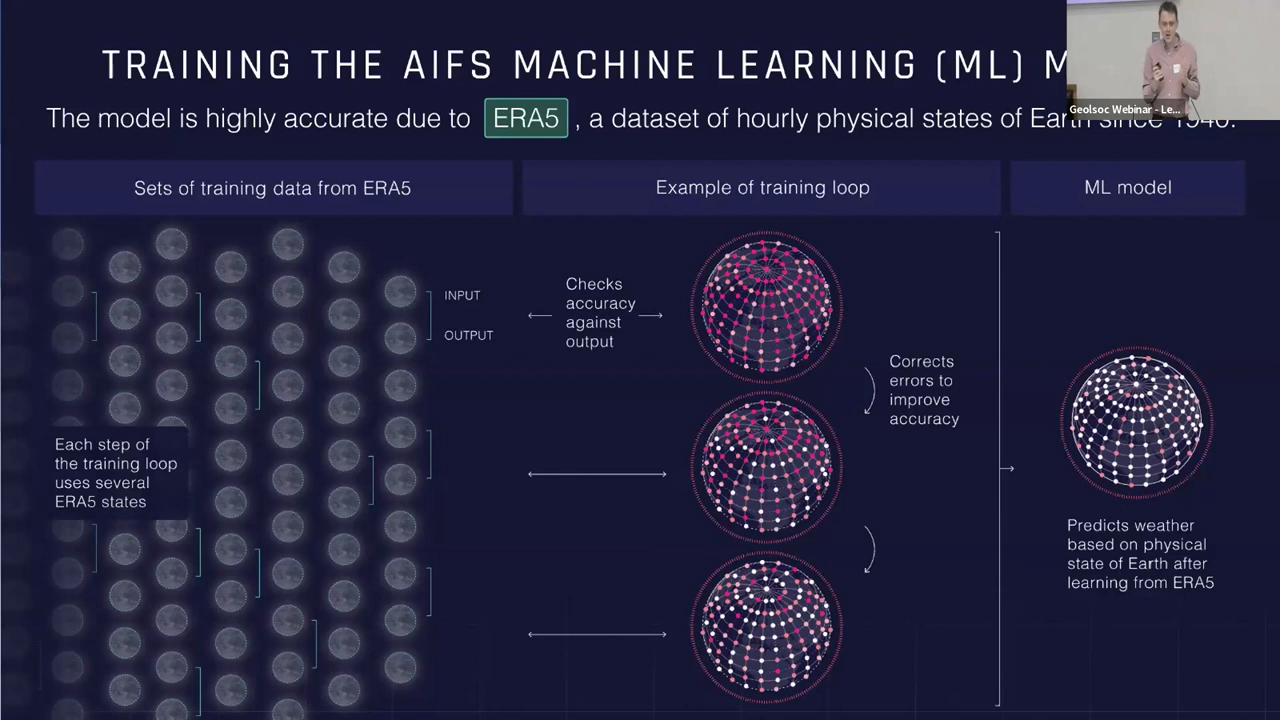 TRAINING THE AIFS MACHINE LEARNING (ML) M
Geolsoc Webinar - Le...
The model is highly accurate due to ERA5 , a dataset of hourly physical states of Earth since 1940.
Sets of training data from ERA5
Example of training loop
ML model
INPUT
OUTPUT
Checks
accuracy
against
output
Corrects
errors to
improve
accuracy
Each step of
the training loop
uses several
ERA5 states
Predicts weather
based on physical
state of Earth after
learning from ERA5